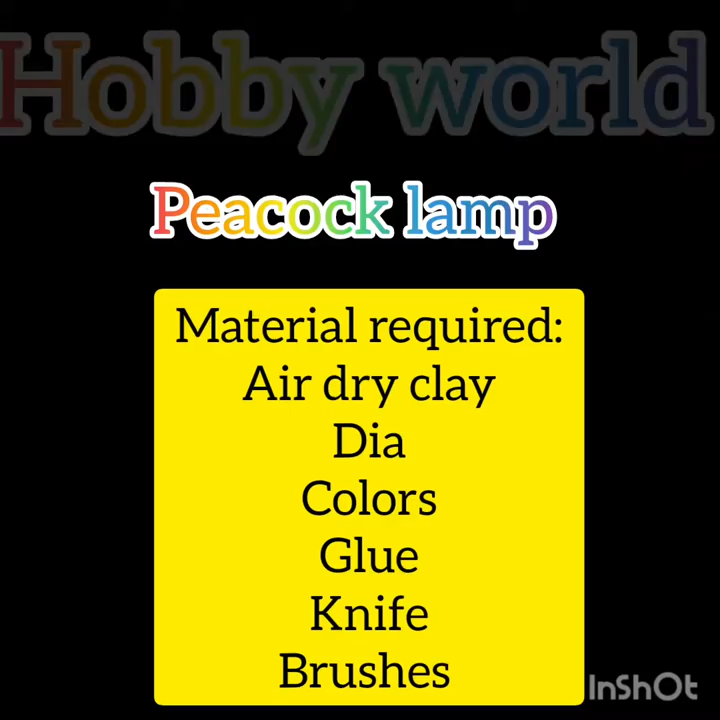 Hobby world
Peacock lamp
Material required:
Air dry clay
Dia
Colors
Glue
Knife
Brushes
InShOt